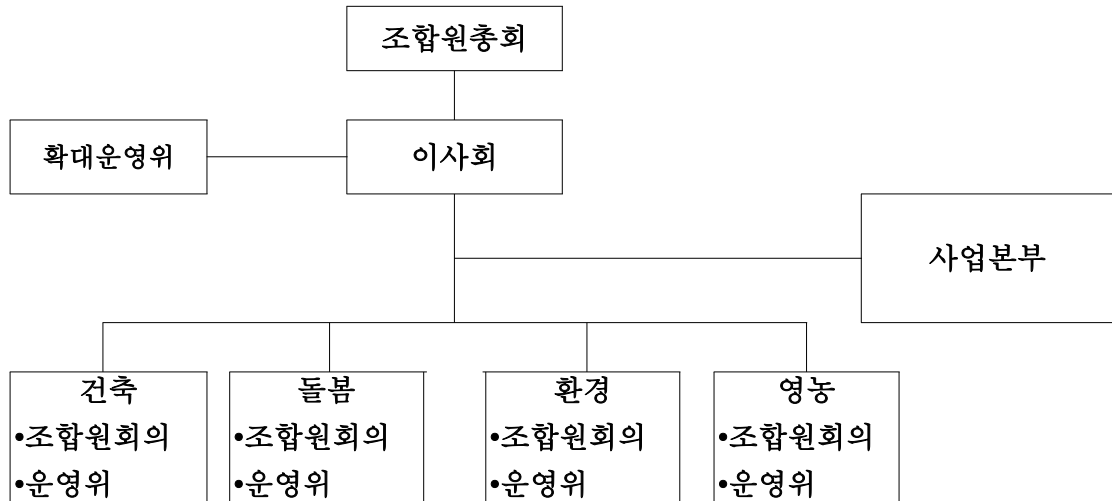 조합원총회
확대운영위
이사회
사업본부
건축
•조합원회의
•운영위
돌봄
•조합원회의
•운영위
환경
•조합원회의
•운영위
영농
•조합원회의
•운영위